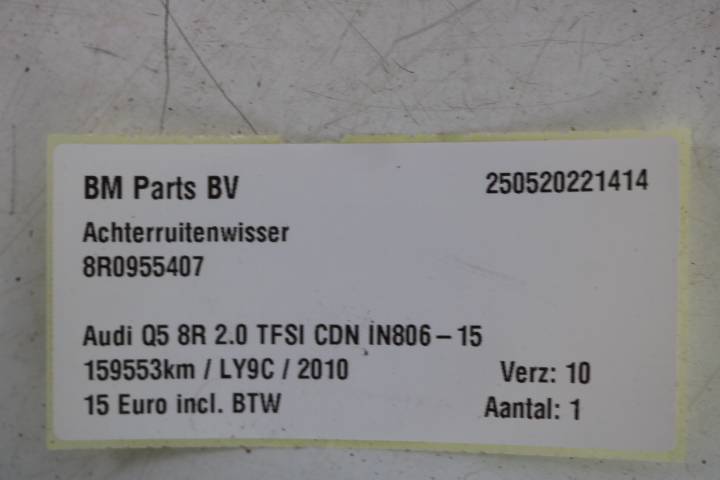 BM Parts BV 250520221414
Achterruitenwisser
8R0955407
Audi Q5 8R 2.0 TFSI CDN IN806-15
159553km / LY9C / 2010 Verz: 10
15 Euro incl. BTW Aantal: 1